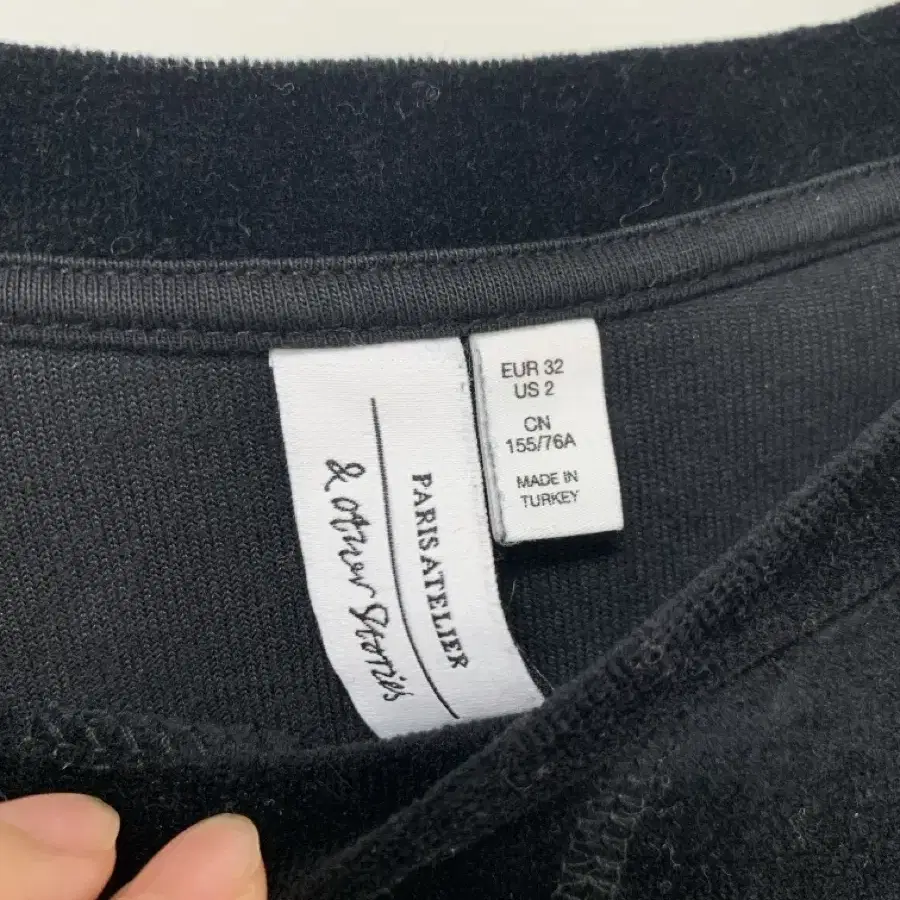 & Other Stories
PARIS ATELIER
EUR 32
US 2
CN
155/76A
MADE IN
TURKEY